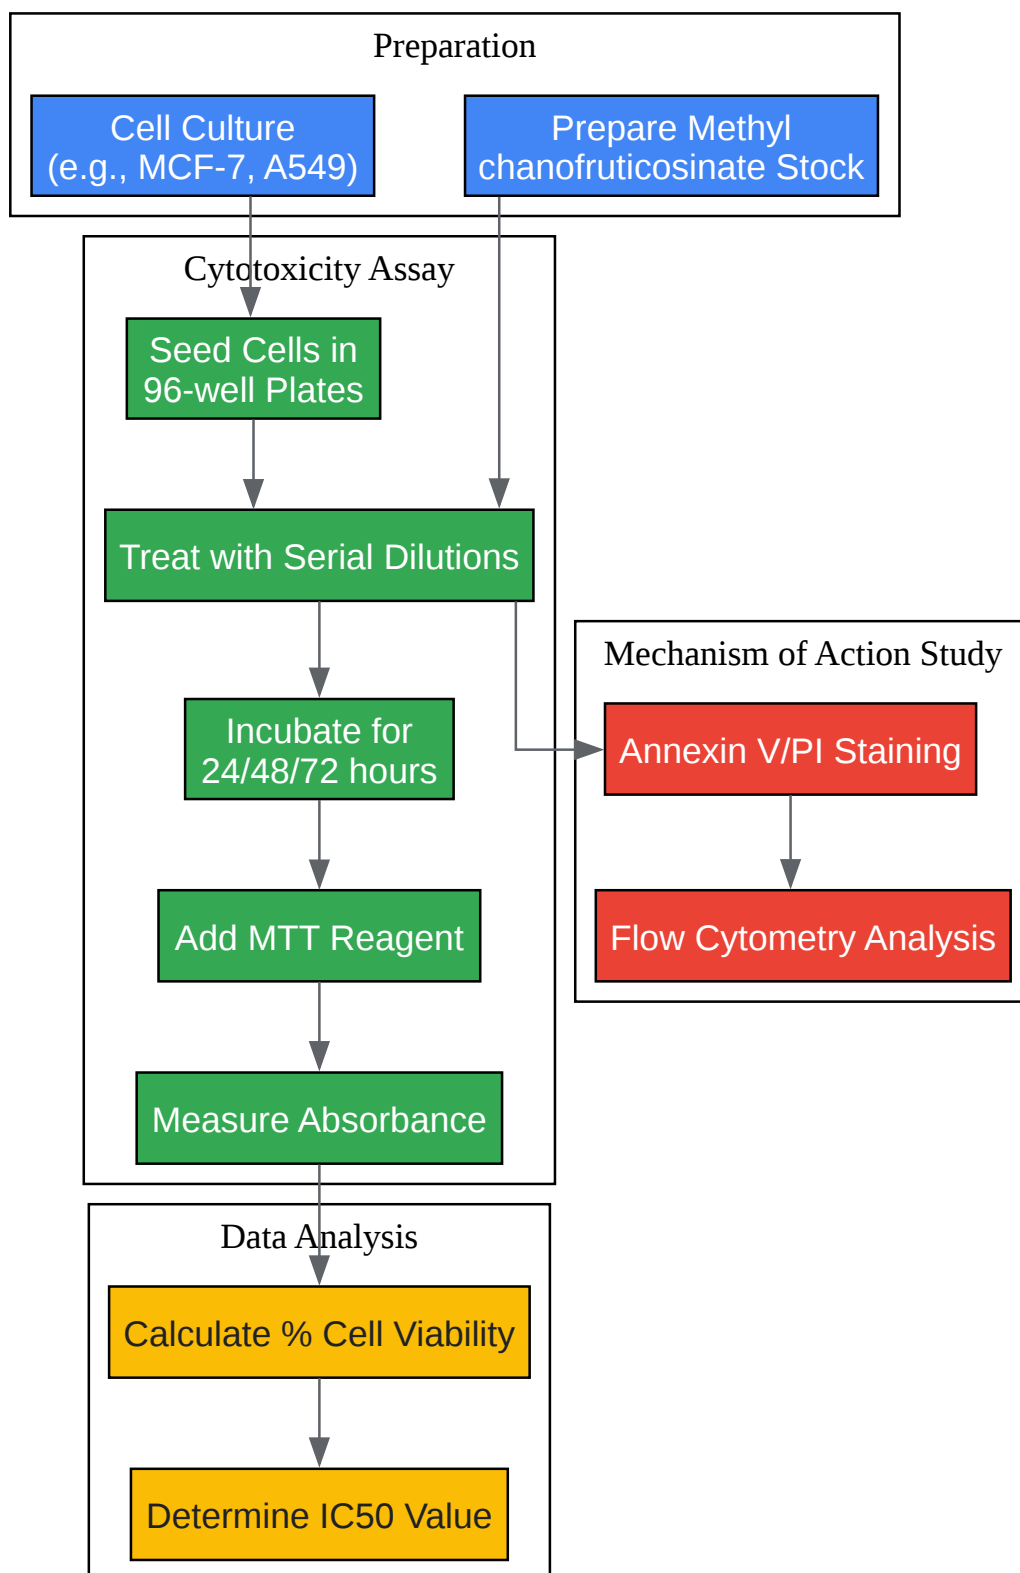 Preparation
Cell Culture
(e.g., MCF-7, A549)
Prepare Methyl
chanofruticosinate Stock
Cytotoxicity Assay
Seed Cells in
96-well Plates
Treat with Serial Dilutions
Incubate for
24/48/72 hours
Add MTT Reagent
Measure Absorbance
Mechanism of Action Study
Annexin V/PI Staining
Flow Cytometry Analysis
Data Analysis
Calculate % Cell Viability
Determine IC50 Value